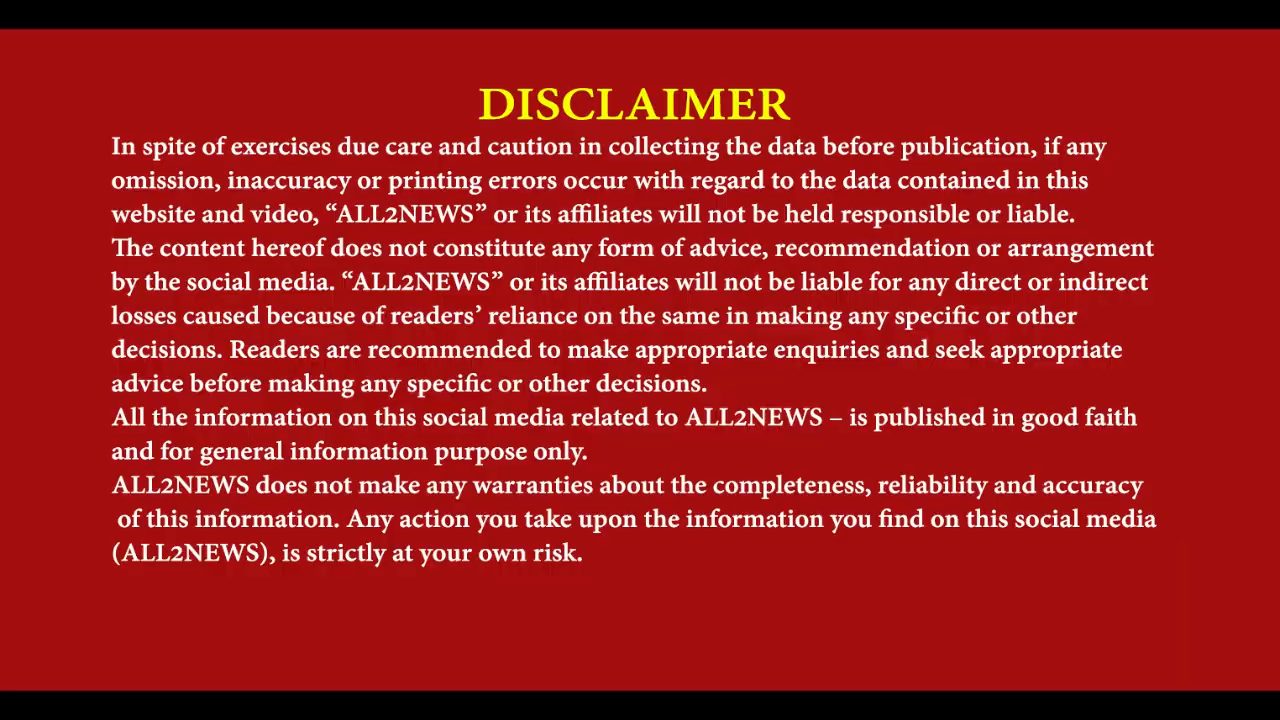 DISCLAIMER
In spite of exercises due care and caution in collecting the data before publication, if any
omission, inaccuracy or printing errors occur with regard to the data contained in this
website and video, “ALL2NEWS” or its affiliates will not be held responsible or liable.
The content hereof does not constitute any form of advice, recommendation or arrangement
by the social media. “ALL2NEWS” or its affiliates will not be liable for any direct or indirect
losses caused because of readers’ reliance on the same in making any specific or other
decisions. Readers are recommended to make appropriate enquiries and seek appropriate
advice before making any specific or other decisions.
All the information on this social media related to ALL2NEWS – is published in good faith
and for general information purpose only.
ALL2NEWS does not make any warranties about the completeness, reliability and accuracy
of this information. Any action you take upon the information you find on this social media
(ALL2NEWS), is strictly at your own risk.